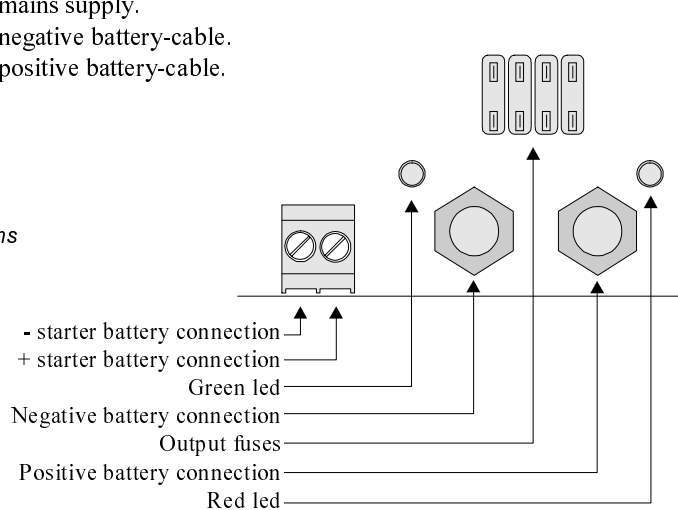 mains supply.
negative battery-cable.
positive battery-cable.
ns
- starter battery connection
+ starter battery connection
Green led
Negative battery connection
Output fuses
Positive battery connection
Red led